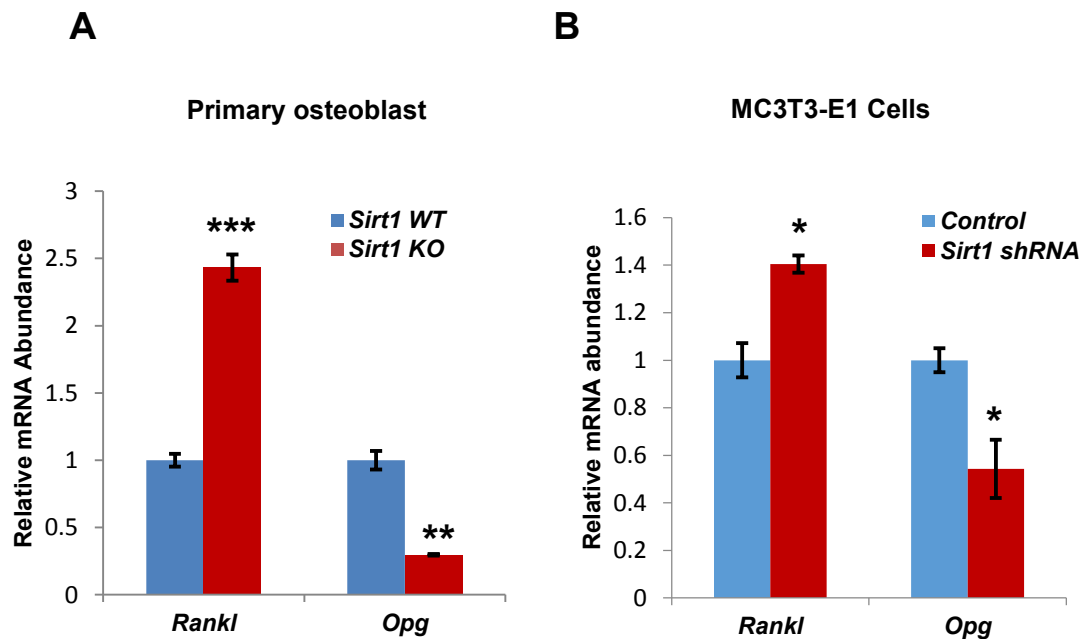 A
Primary osteoblast
Relative mRNA Abundance
3
2.5
2
1.5
1
0.5
0
***
**
Sirt1 WT
Sirt1 KO
Rankl
Opg
B
MC3T3-E1 Cells
Relative mRNA abundance
1.6
1.4
1.2
1
0.8
0.6
0.4
0.2
0
*
*
Control
Sirt1 shRNA
Rankl
Opg